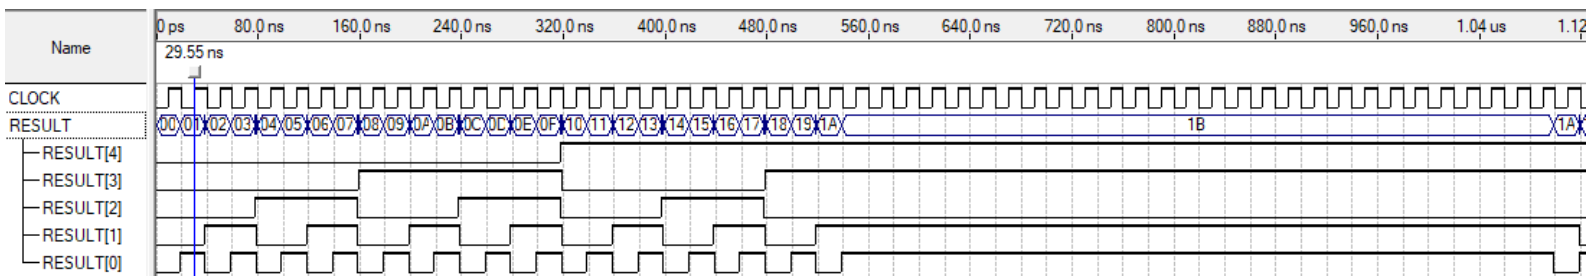 Name
0 ps 80.0 ns 160.0 ns 240.0 ns 320.0 ns 400.0 ns 480.0 ns 560.0 ns 640.0 ns 720.0 ns 800.0 ns 880.0 ns 960.0 ns 1.04 us 1.12
29.55 ns
CLOCK
RESULT 00 01 02 03 04 05 06 07 08 09 0A 0B 0C 0D 0E 0F 10 11 12 13 14 15 16 17 18 19 1A 1B 1A
RESULT[4]
RESULT[3]
RESULT[2]
RESULT[1]
RESULT[0]